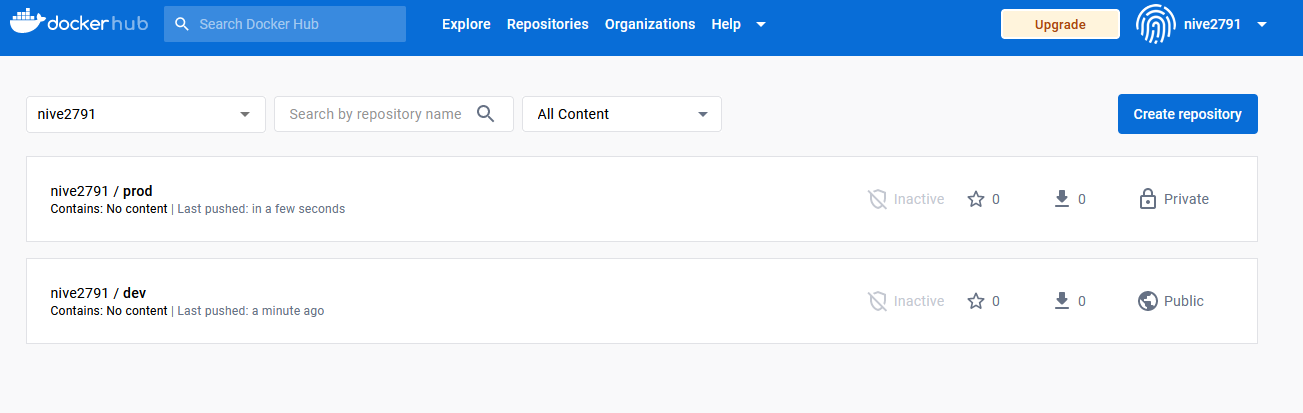 dockerhub Search Docker Hub Explore Repositories Organizations Help Upgrade nive2791
nive2791 Search by repository name All Content Create repository
nive2791 / prod
Contains: No content | Last pushed: in a few seconds
Inactive 0 0 Private
nive2791 / dev
Contains: No content | Last pushed: a minute ago
Inactive 0 0 Public